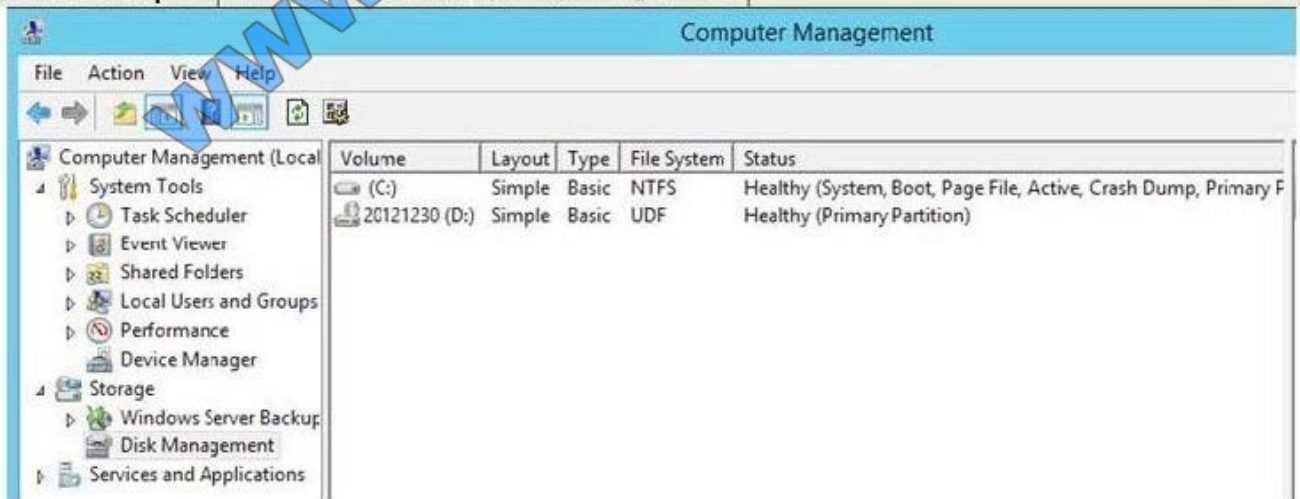 Computer Management
File Action View Help
Computer Management (Local
System Tools
Task Scheduler
Event Viewer
Shared Folders
Local Users and Groups
Performance
Device Manager
Storage
Windows Server Backup
Disk Management
Services and Applications
Volume Layout Type File System Status
(C:) Simple Basic NTFS Healthy (System, Boot, Page File, Active, Crash Dump, Primary P
20121230 (D:) Simple Basic UDF Healthy (Primary Partition)
www